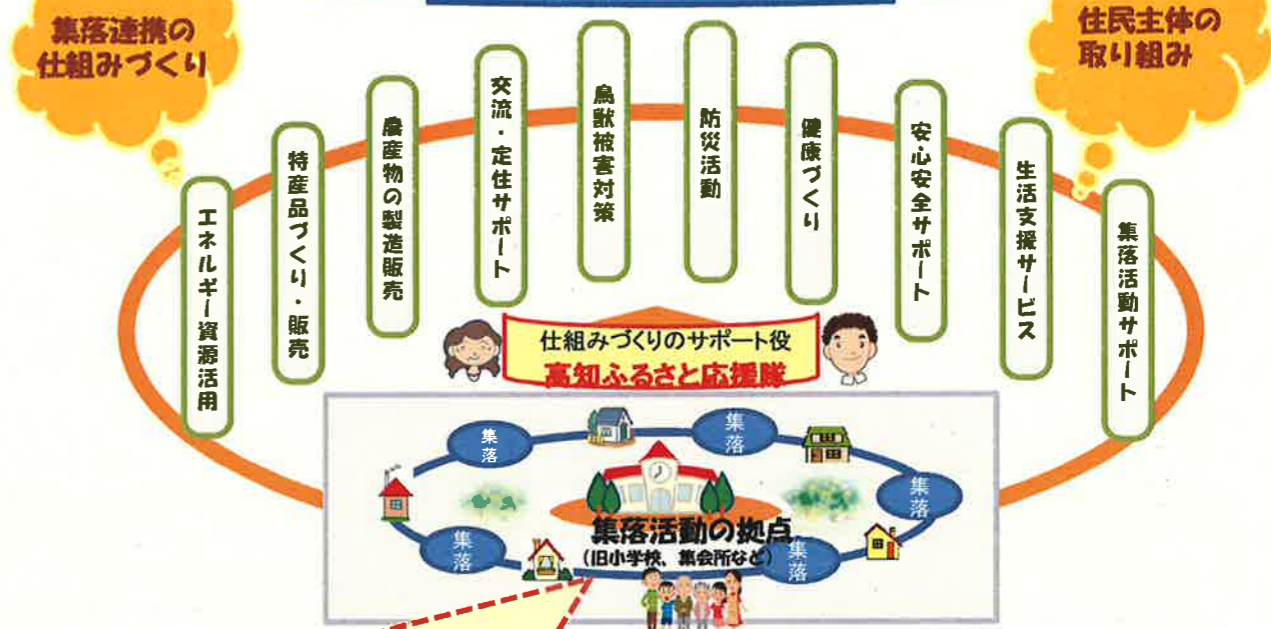 集落連携の
仕組みづくり
住民主体の
取り組み
エネルギー資源活用
特産品づくり・販売
農産物の製造販売
交流・定住サポート
鳥獣被害対策
防災活動
健康づくり
安心安全サポート
生活支援サービス
集落活動サポート
仕組みづくりのサポート役
高知ふるさと応援隊
集落
集落
集落
集落
集落
集落活動の拠点
(旧小学校、集会所など)